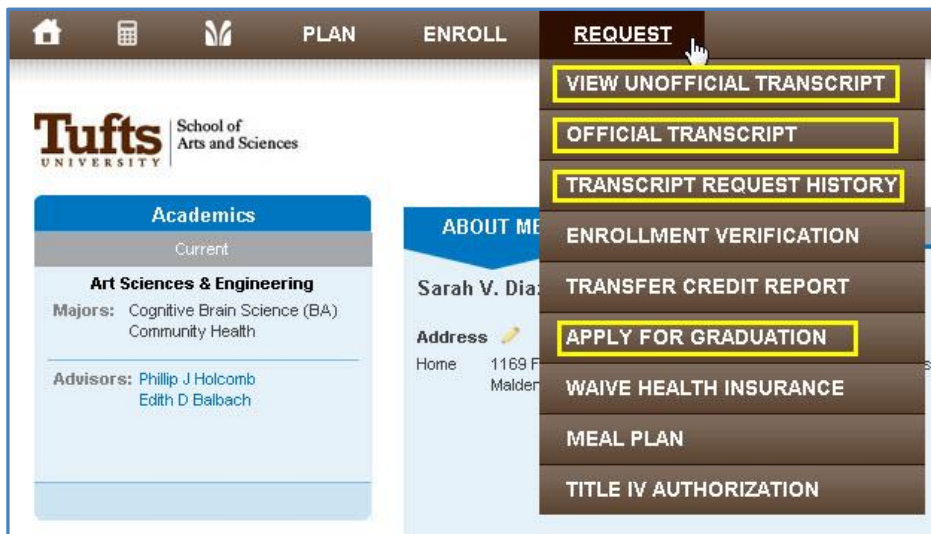 PLAN ENROLL REQUEST
VIEW UNOFFICIAL TRANSCRIPT
OFFICIAL TRANSCRIPT
TRANSCRIPT REQUEST HISTORY
ENROLLMENT VERIFICATION
TRANSFER CREDIT REPORT
APPLY FOR GRADUATION
WAIVE HEALTH INSURANCE
MEAL PLAN
TITLE IV AUTHORIZATION
Tufts
UNIVERSITY
School of
Arts and Sciences
Academics
Current
Art Sciences & Engineering
Majors: Cognitive Brain Science (BA)
Community Health
Advisors: Phillip J Holcomb
Edith D Balbach
ABOUT ME
Sarah V. Diaz
Address
Home 1169 F
Malden